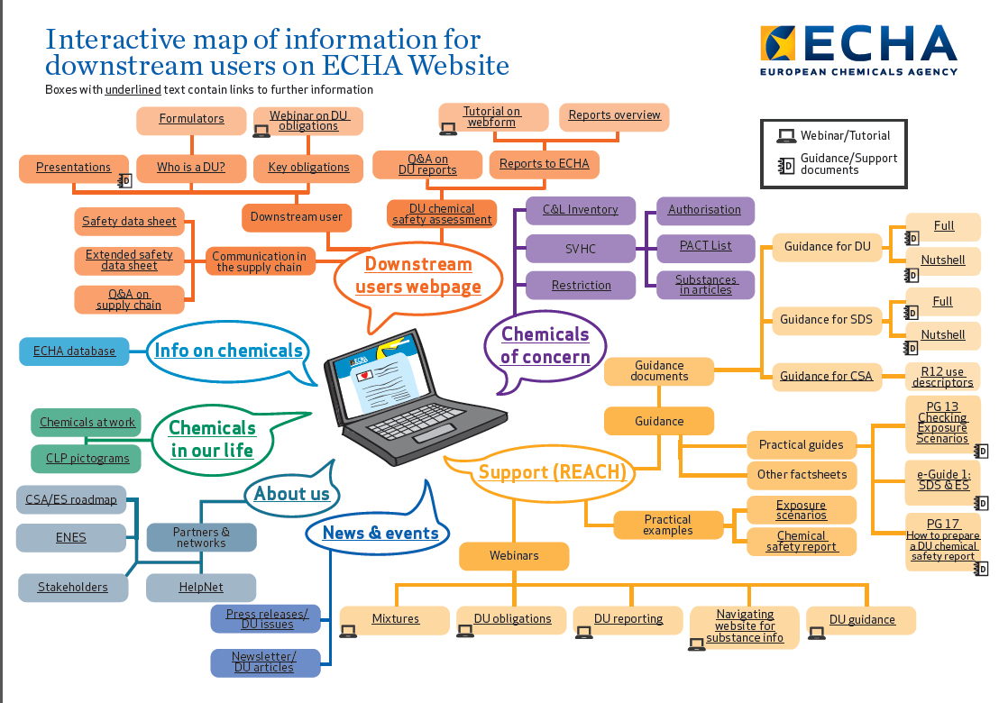 Interactive map of information for
downstream users on ECHA Website
Boxes with underlined text contain links to further information
ECHA
EUROPEAN CHEMICALS AGENCY
Webinar/Tutorial
D
Guidance/Support
documents
Formulators
Webinar on DU
obligations
Tutorial on
webform
Reports overview
Presentations
D
Who is a DU?
Key obligations
Q&A on
DU reports
Reports to ECHA
Safety data sheet
Downstream user
DU chemical
safety assessment
Extended safety
data sheet
Communication in
the supply chain
Q&A on
supply chain
Downstream
users webpage
C&L Inventory
Authorisation
SVHC
PACT List
Restriction
Substances
in articles
Chemicals
of concern
Guidance for DU
Full
D
Nutshell
D
Guidance for SDS
Full
D
Nutshell
D
Guidance for CSA
R12 use
descriptors
Guidance
documents
Guidance
Practical guides
Other factsheets
PG 13
Checking
Exposure
Scenarios
D
e-Guide 1:
SDS & ES
D
PG 17
How to prepare
a DU chemical
safety report
D
ECHA database
Info on chemicals
ECHA
Chemicals at work
CLP pictograms
Chemicals
in our life
Support (REACH)
Practical
examples
Exposure
scenarios
Chemical
safety report
About us
CSA/ES roadmap
ENES
Partners &
networks
Stakeholders
HelpNet
News & events
Press releases/
DU issues
Newsletter/
DU articles
Webinars
Mixtures
DU obligations
DU reporting
Navigating
website for
substance info
DU guidance